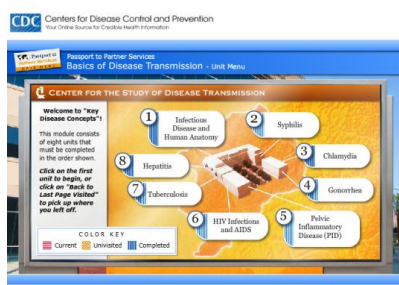 CDC Centers for Disease Control and Prevention
Your Online Source for Credible Health Information
Passport to Partner Services
Passport to Partner Services
Basics of Disease Transmission - Unit Menu
CENTER FOR THE STUDY OF DISEASE TRANSMISSION
Welcome to "Key
Disease Concepts"!
This module consists
of eight units that
must be completed
in the order shown.
Click on the first
unit to begin, or
click on "Back to
Last Page Visited"
to pick up where
you left off.
1 Infectious
Disease and
Human Anatomy
2 Syphilis
3 Chlamydia
4 Gonorrhea
5 Pelvic
Inflammatory
Disease (PID)
6 HIV Infections
and AIDS
7 Tuberculosis
8 Hepatitis
COLOR KEY
Current Univisited Completed